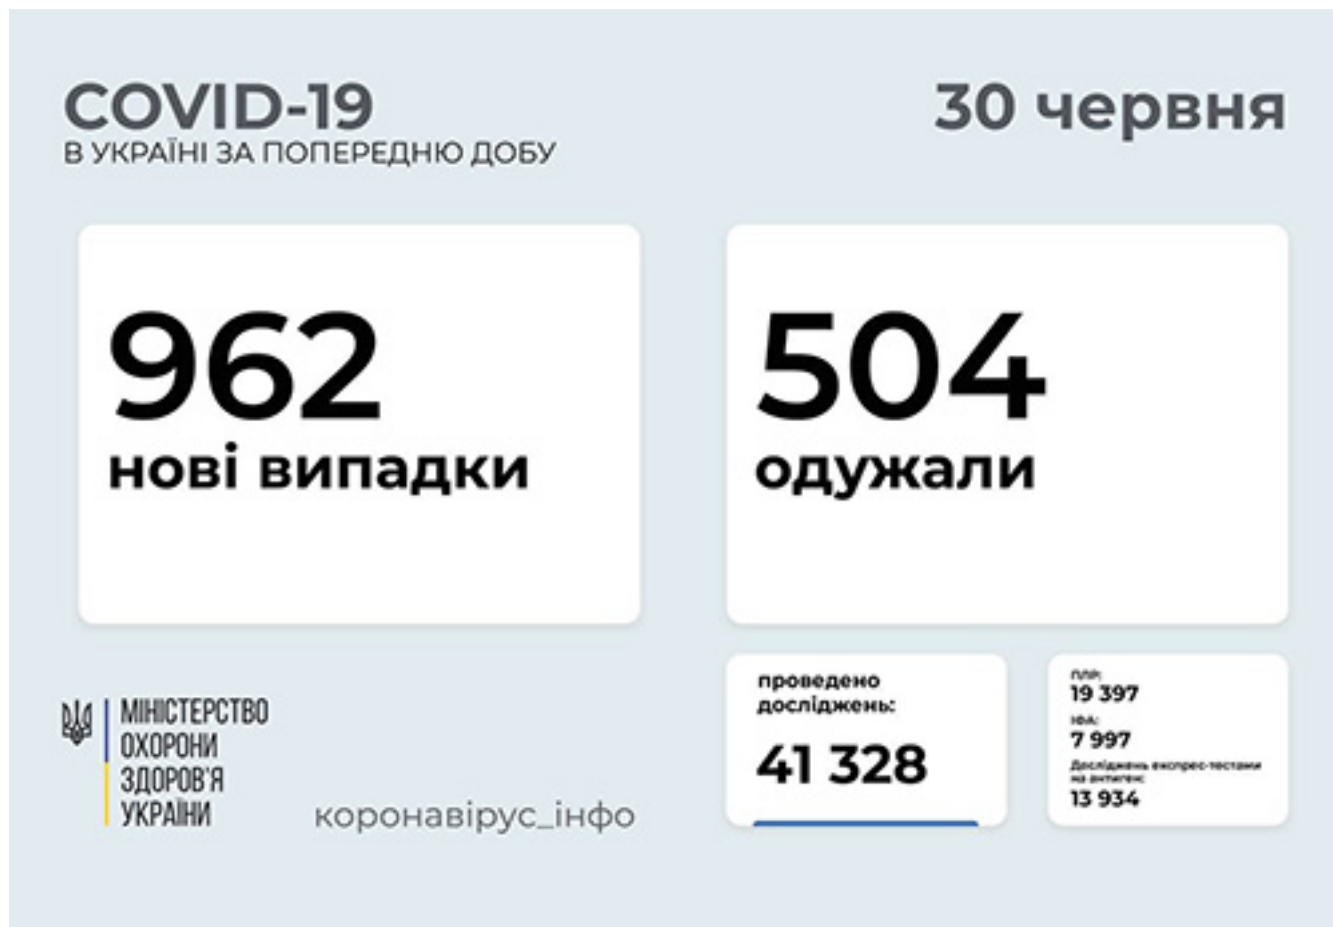 COVID-19
В УКРАЇНІ ЗА ПОПЕРЕДНЮ ДОБУ
30 червня
962
нові випадки
504
одужали
МІНІСТЕРСТВО
ОХОРОНИ
ЗДОРОВ'Я
УКРАЇНИ
коронавірус_інфо
проведено
досліджень:
41 328
ПЛР:
19 397
ІФА:
7 997
Досліджень експрес-тестами
на антиген:
13 934